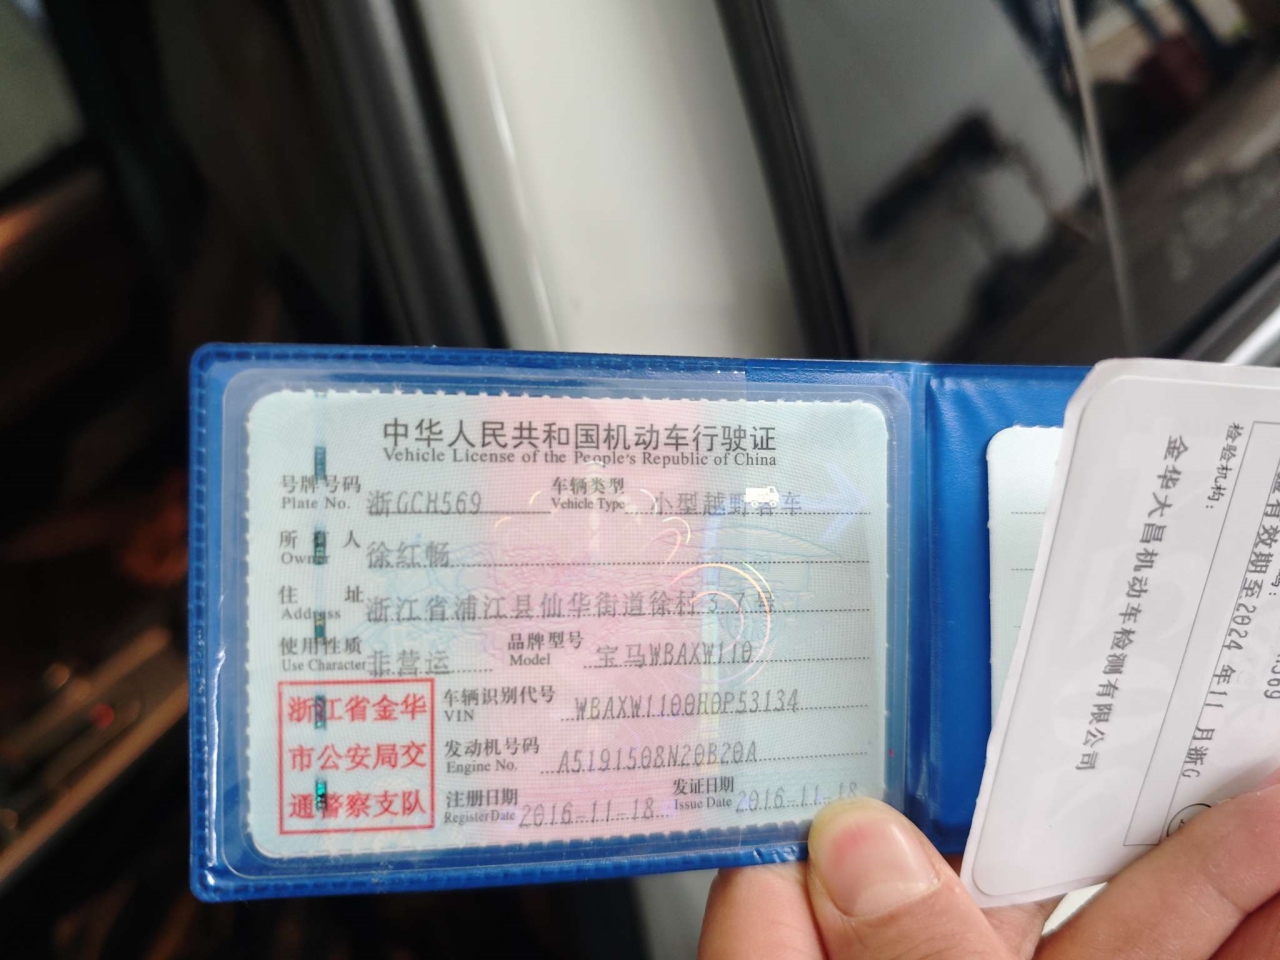 中华人民共和国机动车行驶证
Vehicle License of the People's Republic of China
号牌号码 浙GCH569 车辆类型 小型越野客车
Plate No. Vehicle Type
所有人 徐红畅
Owner
住址 浙江省浦江县仙华街道徐村3
Address
使用性质 非营运 品牌型号 宝马WBAXW110
Use Character Model
浙江省金华
市公安局交
通警察支队
车辆识别代号 WBAXW1100H0P53134
VIN
发动机号码 A5191508N20B20A
Engine No.
注册日期 2016-11-18 发证日期 2016-11-18
Register Date Issue Date
检验机构：
金华大昌机动车检测有限公司
有效期至2024年11月浙G